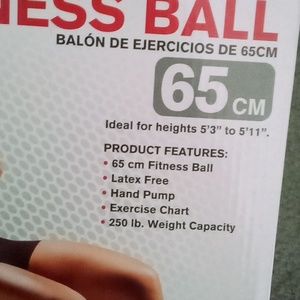 NESS BALL
BALÓN DE EJERCICIOS DE 65CM
65 CM
Ideal for heights 5'3" to 5'11".
PRODUCT FEATURES:
• 65 cm Fitness Ball
• Latex Free
• Hand Pump
• Exercise Chart
• 250 lb. Weight Capacity